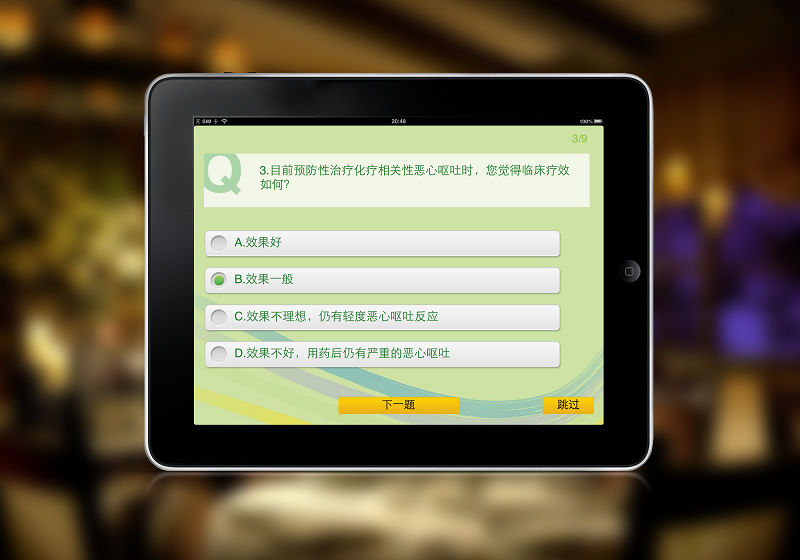 无 SIM 卡
20:48
100%
3/9
Q
3.目前预防性治疗化疗相关性恶心呕吐时，您觉得临床疗效
如何?
A.效果好
B.效果一般
C.效果不理想，仍有轻度恶心呕吐反应
D.效果不好，用药后仍有严重的恶心呕吐
下一题
跳过